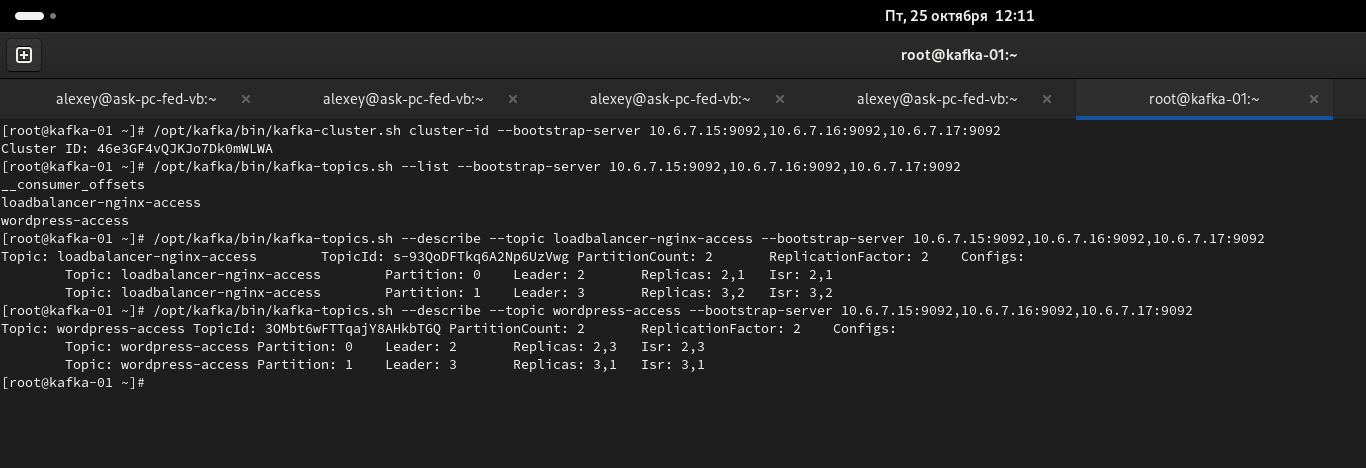 Пт, 25 октября 12:11
root@kafka-01:~
alexey@ask-pc-fed-vb:~ × alexey@ask-pc-fed-vb:~ × alexey@ask-pc-fed-vb:~ × alexey@ask-pc-fed-vb:~ × root@kafka-01:~ ×
[root@kafka-01 ~]# /opt/kafka/bin/kafka-cluster.sh cluster-id --bootstrap-server 10.6.7.15:9092,10.6.7.16:9092,10.6.7.17:9092
Cluster ID: 46e3GF4vQJKJo7Dk0mWLWA
[root@kafka-01 ~]# /opt/kafka/bin/kafka-topics.sh --list --bootstrap-server 10.6.7.15:9092,10.6.7.16:9092,10.6.7.17:9092
__consumer_offsets
loadbalancer-nginx-access
wordpress-access
[root@kafka-01 ~]# /opt/kafka/bin/kafka-topics.sh --describe --topic loadbalancer-nginx-access --bootstrap-server 10.6.7.15:9092,10.6.7.16:9092,10.6.7.17:9092
Topic: loadbalancer-nginx-access TopicId: s-93QoDFTkq6A2Np6UzVwg PartitionCount: 2 ReplicationFactor: 2 Configs:
Topic: loadbalancer-nginx-access Partition: 0 Leader: 2 Replicas: 2,1 Isr: 2,1
Topic: loadbalancer-nginx-access Partition: 1 Leader: 3 Replicas: 3,2 Isr: 3,2
[root@kafka-01 ~]# /opt/kafka/bin/kafka-topics.sh --describe --topic wordpress-access --bootstrap-server 10.6.7.15:9092,10.6.7.16:9092,10.6.7.17:9092
Topic: wordpress-access TopicId: 3OMbt6wFTTqajY8AHkbTGQ PartitionCount: 2 ReplicationFactor: 2 Configs:
Topic: wordpress-access Partition: 0 Leader: 2 Replicas: 2,3 Isr: 2,3
Topic: wordpress-access Partition: 1 Leader: 3 Replicas: 3,1 Isr: 3,1
[root@kafka-01 ~]#